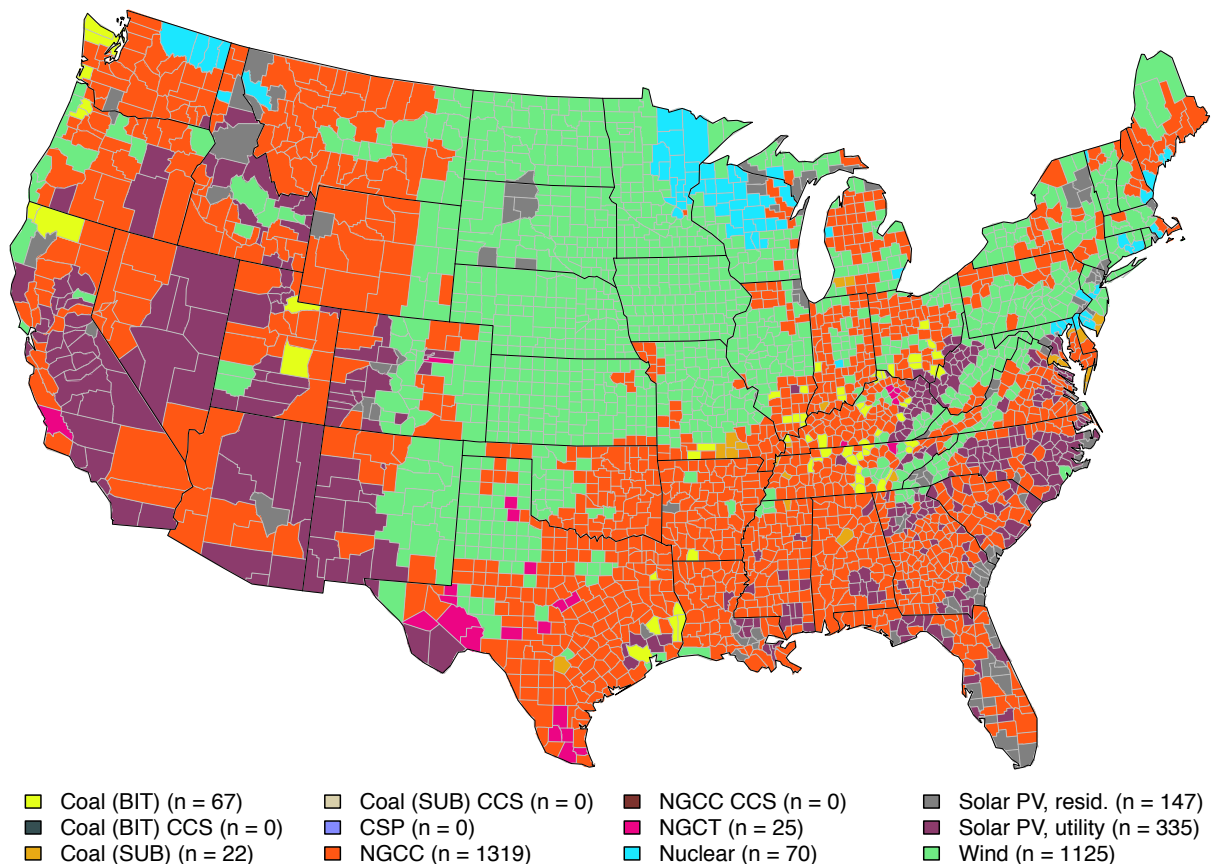 Coal (BIT) (n = 67) Coal (SUB) CCS (n = 0) NGCC CCS (n = 0) Solar PV, resid. (n = 147)
Coal (BIT) CCS (n = 0) CSP (n = 0) NGCT (n = 25) Solar PV, utility (n = 335)
Coal (SUB) (n = 22) NGCC (n = 1319) Nuclear (n = 70) Wind (n = 1125)